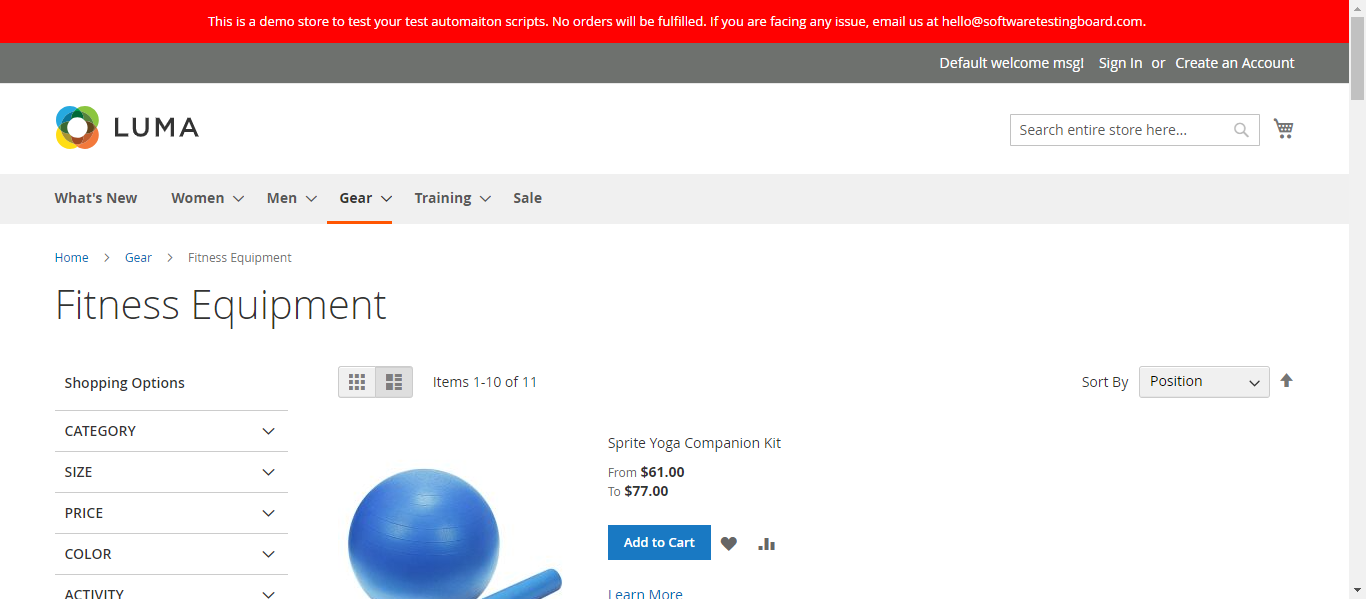 This is a demo store to test your test automaiton scripts. No orders will be fulfilled. If you are facing any issue, email us at hello@softwaretestingboard.com.
Default welcome msg! Sign In or Create an Account
LUMA
Search entire store here...
What's New Women Men Gear Training Sale
Home Gear Fitness Equipment
Fitness Equipment
Shopping Options
CATEGORY
SIZE
PRICE
COLOR
ACTIVITY
Items 1-10 of 11
Sort By Position
Sprite Yoga Companion Kit
From $61.00
To $77.00
Add to Cart
Learn More